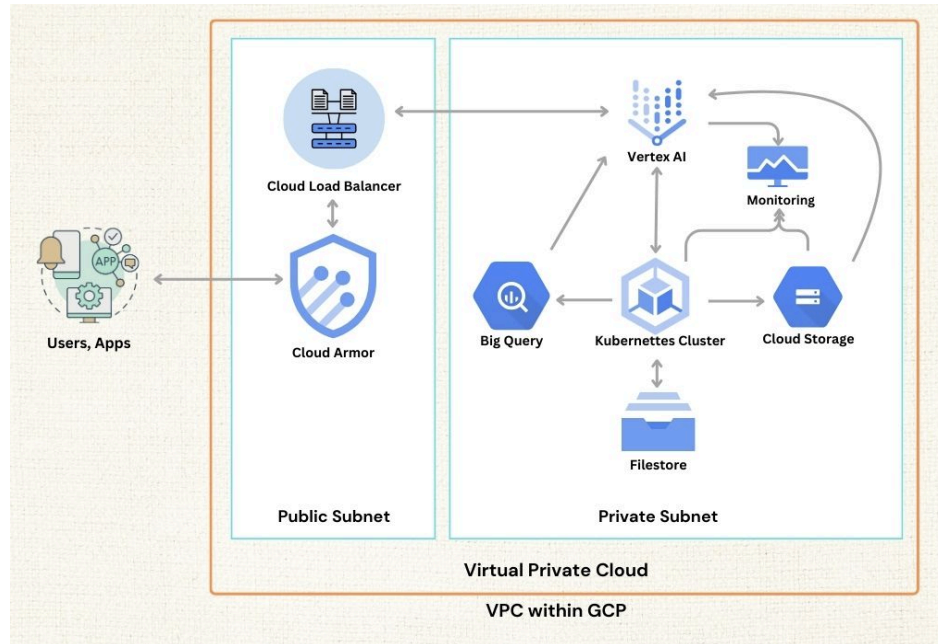 Cloud Load Balancer
Vertex AI
Monitoring
APP
Users, Apps
Cloud Armor
Big Query
Kubernettes Cluster
Cloud Storage
Filestore
Public Subnet
Private Subnet
Virtual Private Cloud
VPC within GCP